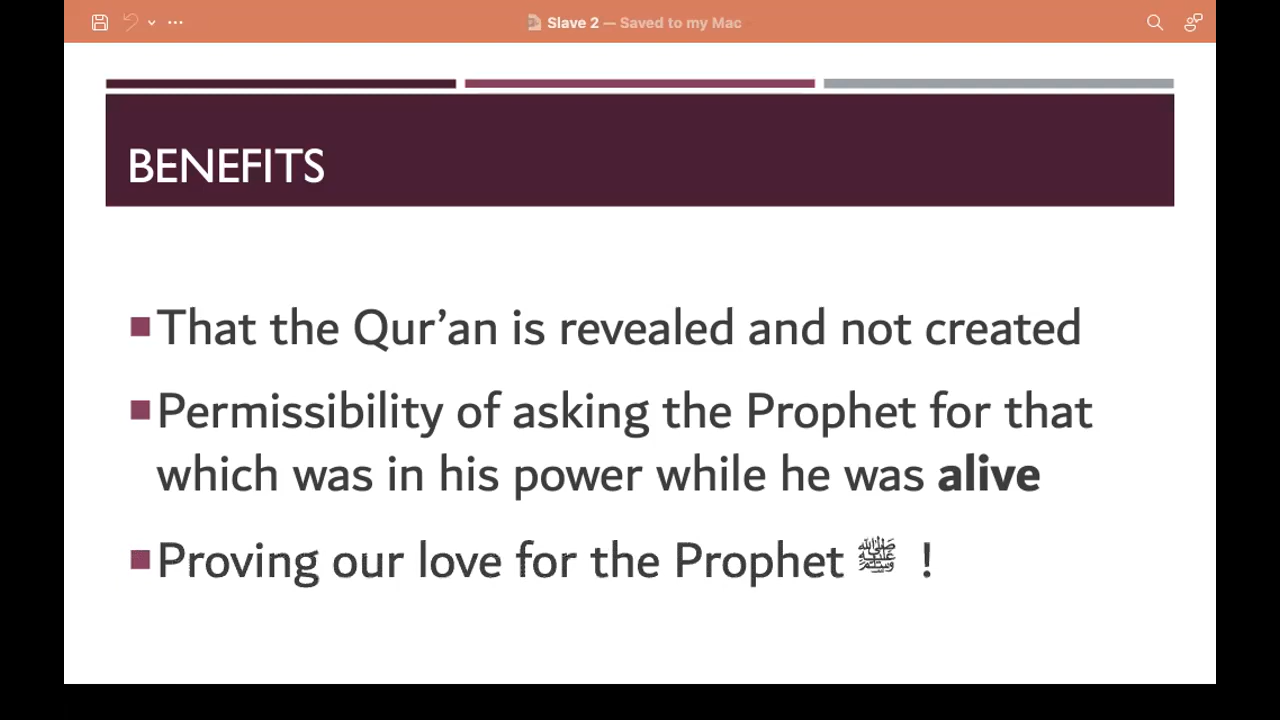 Slave 2 — Saved to my Mac
BENEFITS
That the Qur’an is revealed and not created
Permissibility of asking the Prophet for that
which was in his power while he was alive
Proving our love for the Prophet ﷺ !